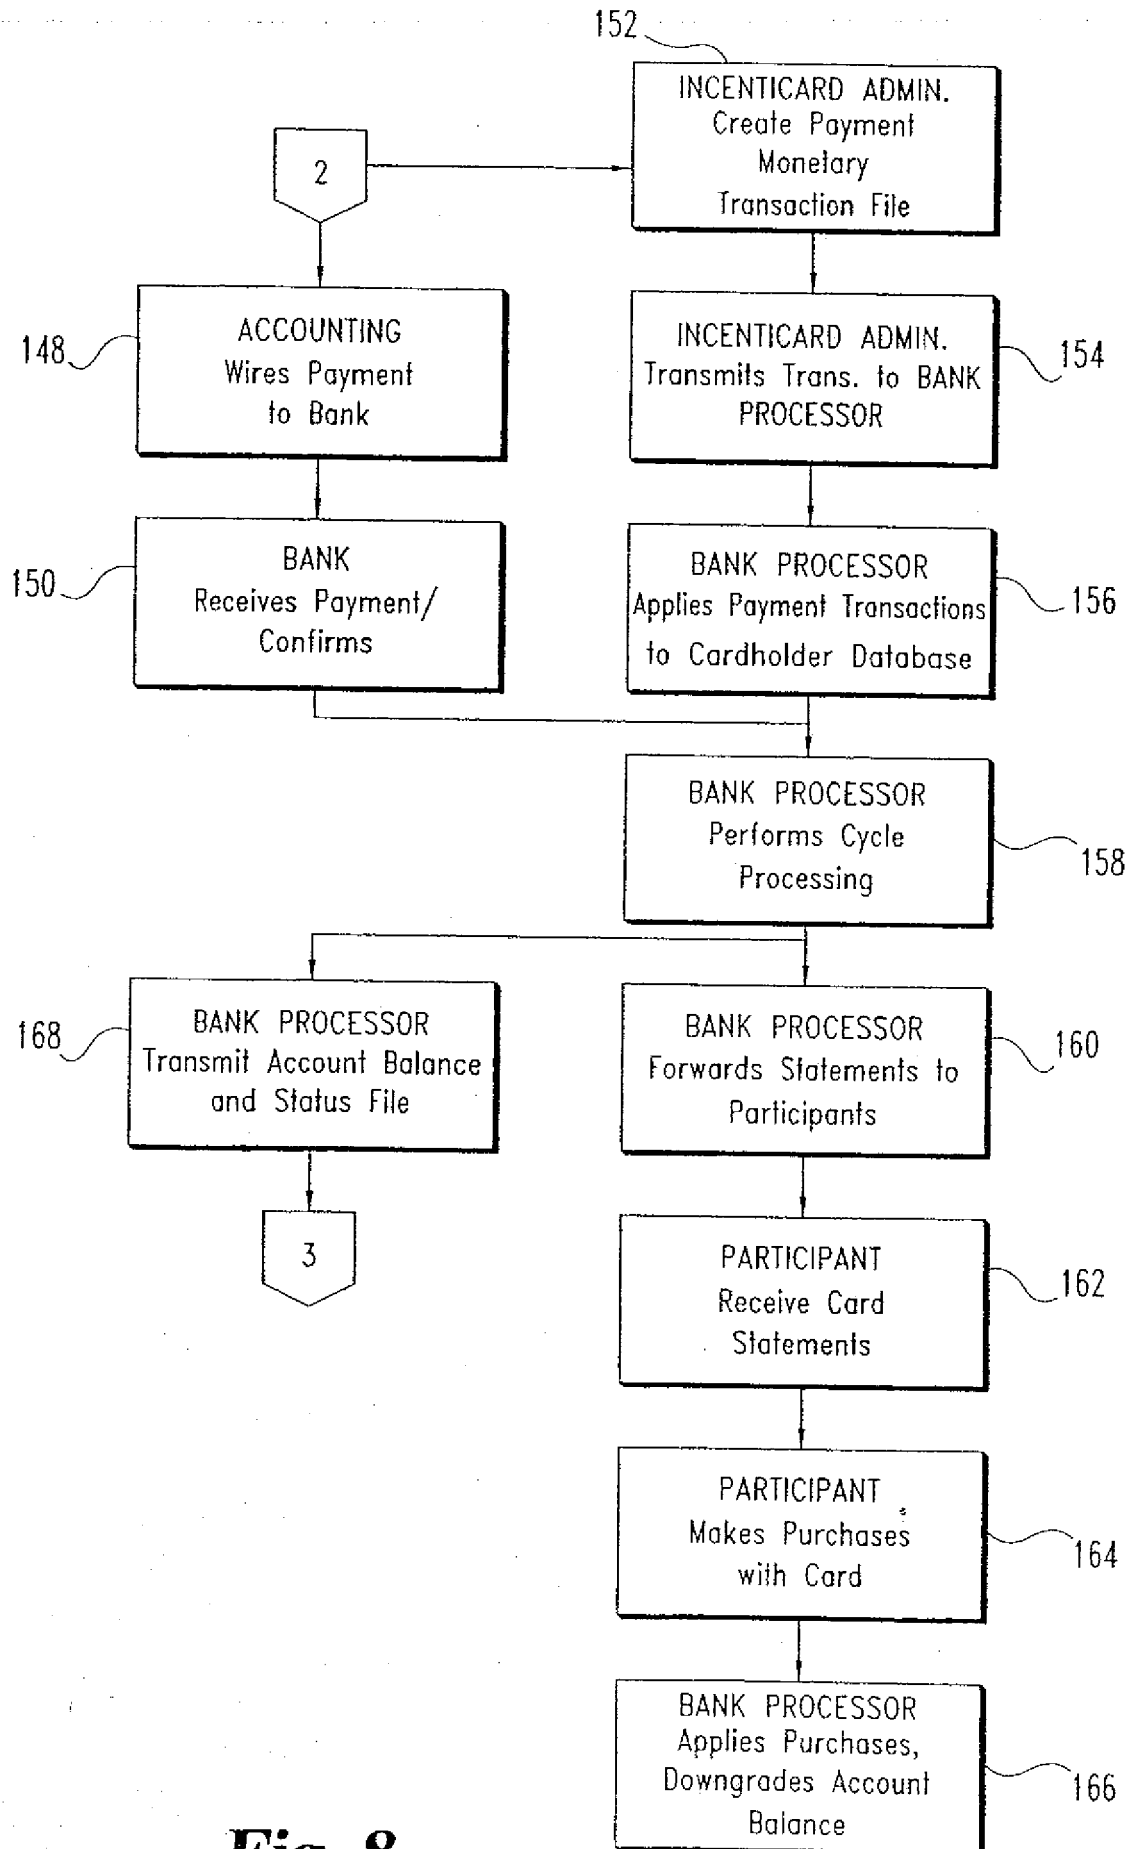 152
INCENTICARD ADMIN.
Create Payment
Monetary
Transaction File
2
148
ACCOUNTING
Wires Payment
to Bank
INCENTICARD ADMIN.
Transmits Trans. to BANK
PROCESSOR
154
150
BANK
Receives Payment/
Confirms
BANK PROCESSOR
Applies Payment Transactions
to Cardholder Database
156
BANK PROCESSOR
Performs Cycle
Processing
158
168
BANK PROCESSOR
Transmit Account Balance
and Status File
BANK PROCESSOR
Forwards Statements to
Participants
160
3
PARTICIPANT
Receive Card
Statements
162
PARTICIPANT
Makes Purchases
with Card
164
BANK PROCESSOR
Applies Purchases,
Downgrades Account
Balance
166
Fig. 8